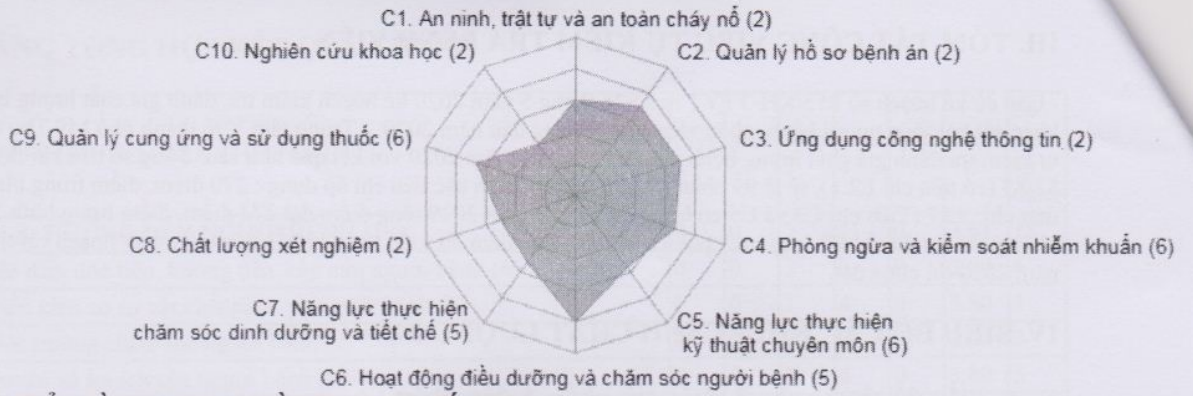 C1. An ninh, trật tự và an toàn cháy nổ (2)
C10. Nghiên cứu khoa học (2)
C2. Quản lý hồ sơ bệnh án (2)
C9. Quản lý cung ứng và sử dụng thuốc (6)
C3. Ứng dụng công nghệ thông tin (2)
C8. Chất lượng xét nghiệm (2)
C4. Phòng ngừa và kiểm soát nhiễm khuẩn (6)
C7. Năng lực thực hiện
chăm sóc dinh dưỡng và tiết chế (5)
C5. Năng lực thực hiện
kỹ thuật chuyên môn (6)
C6. Hoạt động điều dưỡng và chăm sóc người bệnh (5)